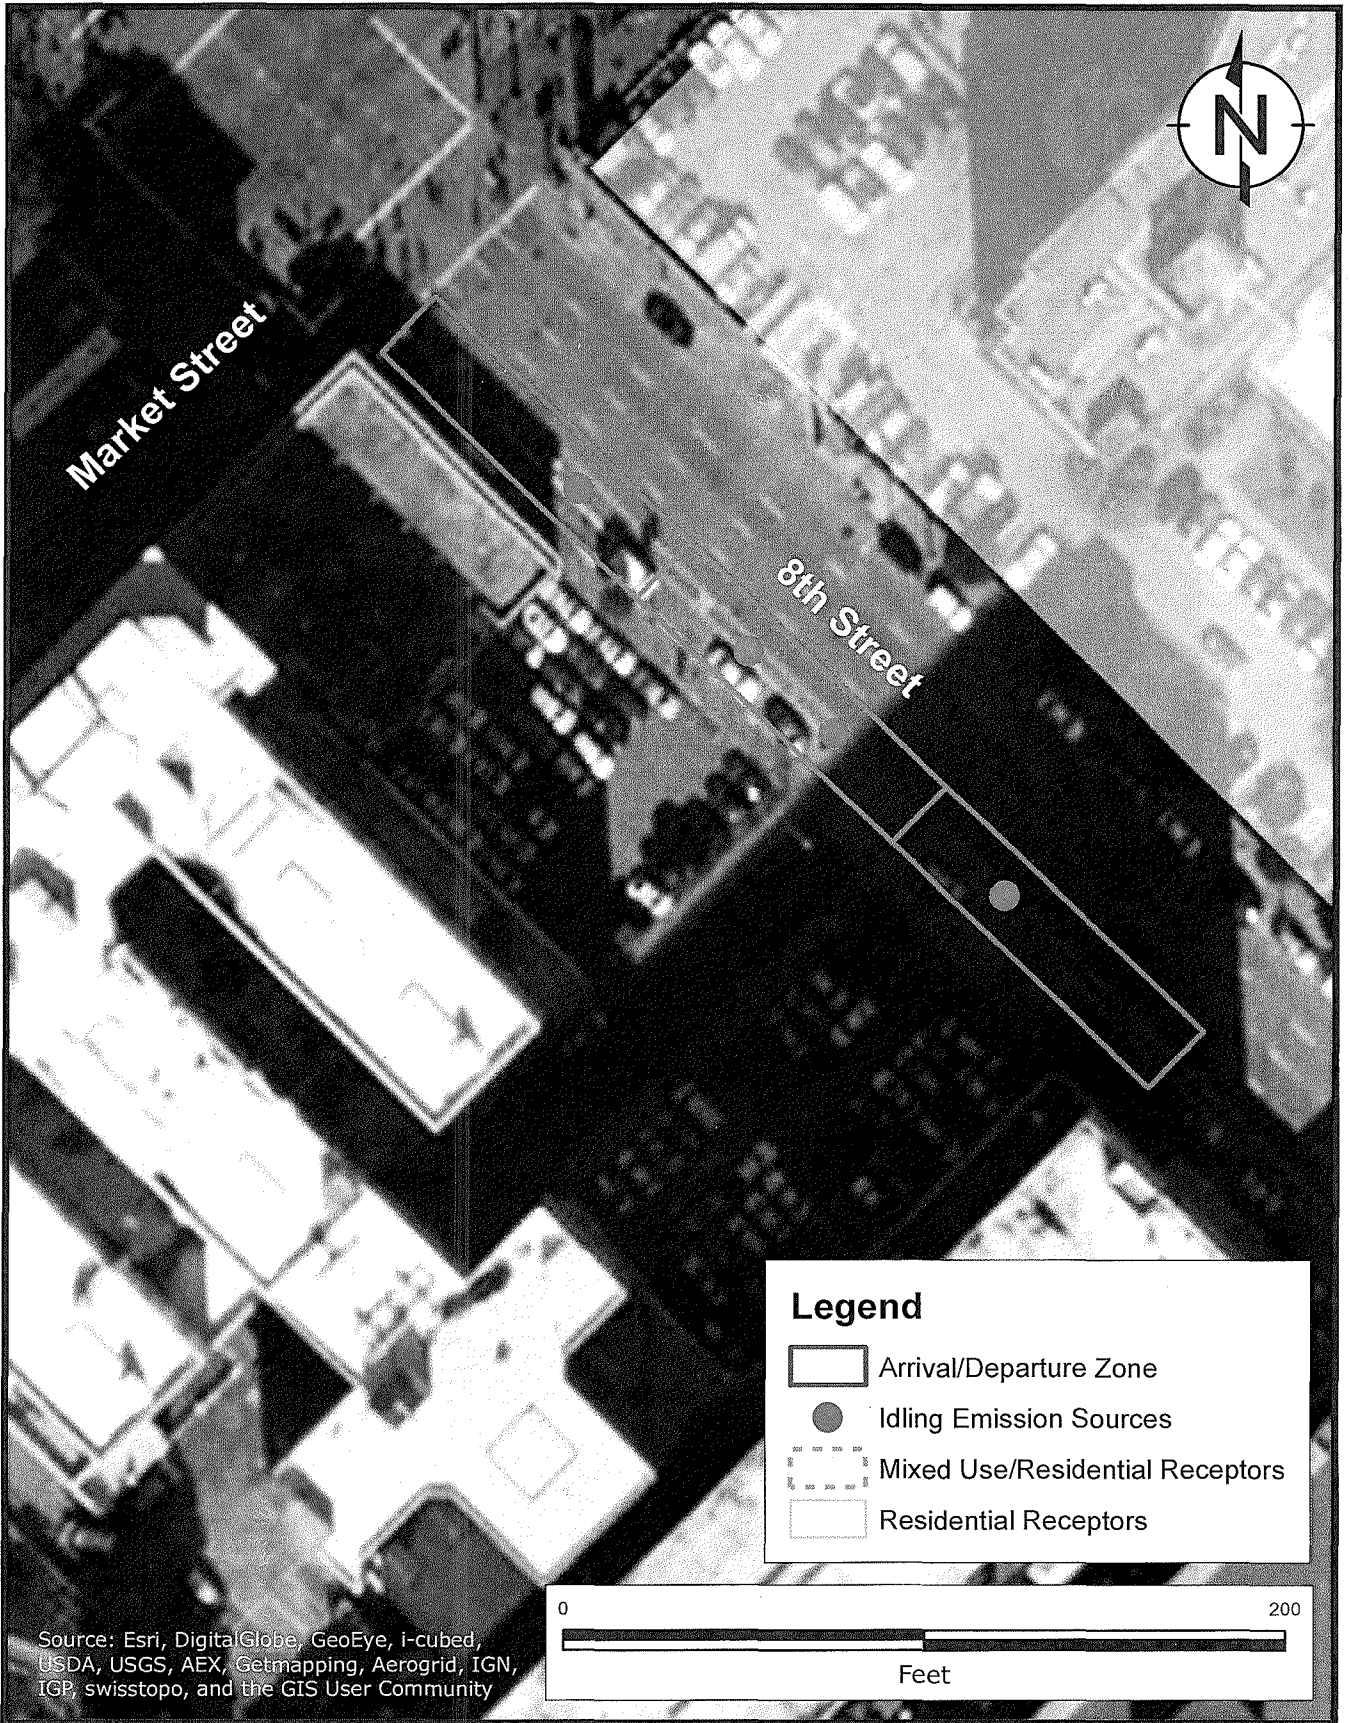 N
Market Street
8th Street
Legend
Arrival/Departure Zone
Idling Emission Sources
Mixed Use/Residential Receptors
Residential Receptors
0 200
Feet
Source: Esri, DigitalGlobe, GeoEye, i-cubed,
USDA, USGS, AEX, Getmapping, Aerogrid, IGN,
IGP, swisstopo, and the GIS User Community